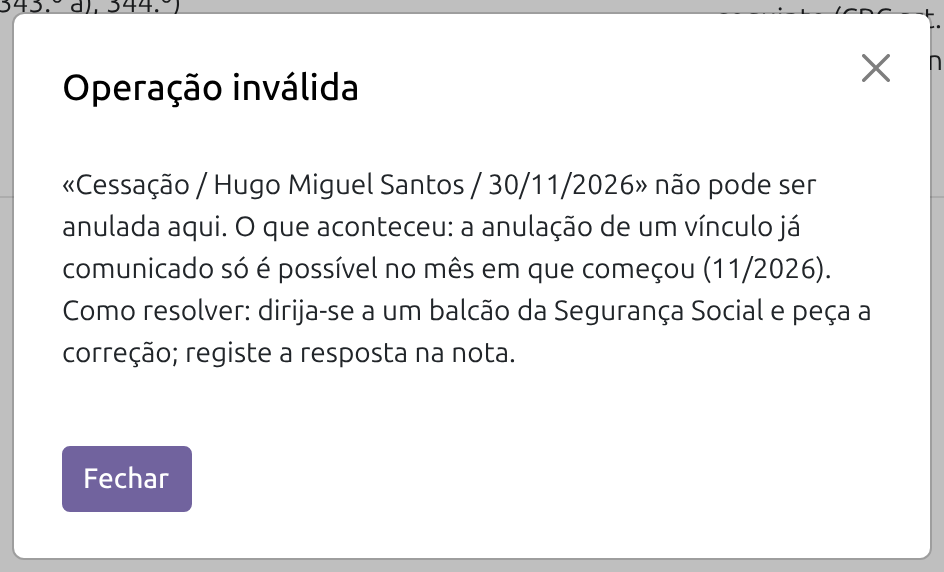 343.º a), 344.º)
Operação inválida
«Cessação / Hugo Miguel Santos / 30/11/2026» não pode ser
anulada aqui. O que aconteceu: a anulação de um vínculo já
comunicado só é possível no mês em que começou (11/2026).
Como resolver: dirija-se a um balcão da Segurança Social e peça a
correção; registe a resposta na nota.
Fechar